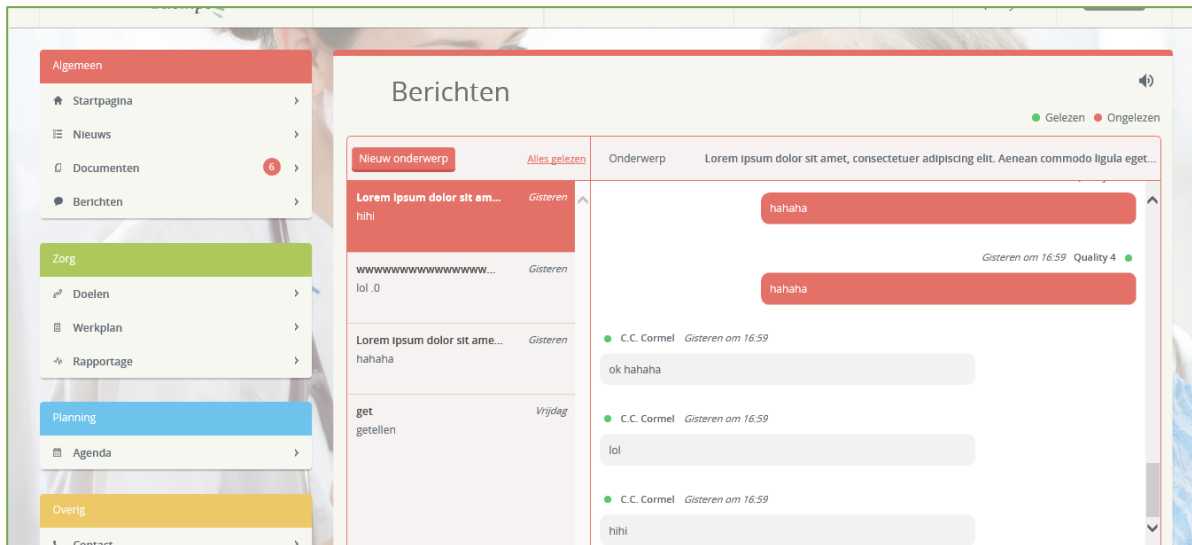 Algemeen
Startpagina
Nieuws
Documenten 6
Berichten
Zorg
Doelen
Werkplan
Rapportage
Planning
Agenda
Overig
Contact
Berichten
Gelezen Ongelezen
Nieuw onderwerp Alles gelezen
Onderwerp Lorem ipsum dolor sit amet, consectetuer adipiscing elit. Aenean commodo ligula eget...
Lorem ipsum dolor sit am... Gisteren
hihi
wwwwwwwwwwwwwwww... Gisteren
lol .0
Lorem ipsum dolor sit ame... Gisteren
hahaha
get Vrijdag
getellen
hahaha
Gisteren om 16:59 Quality 4
hahaha
C.C. Cormel Gisteren om 16:59
ok hahaha
C.C. Cormel Gisteren om 16:59
lol
C.C. Cormel Gisteren om 16:59
hihi